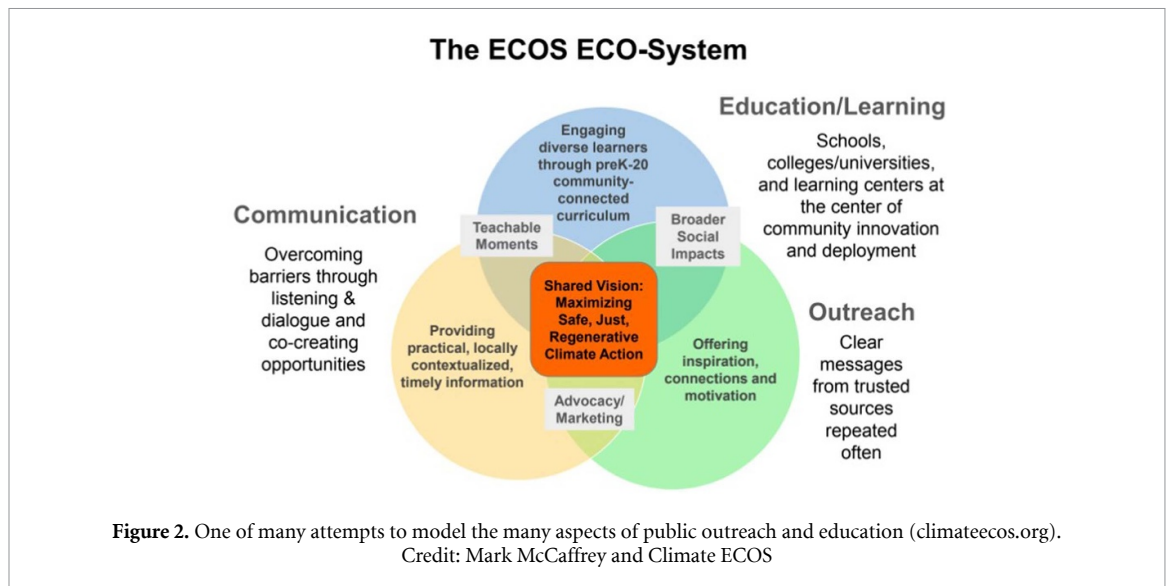 The ECOS ECO-System
Education/Learning
Schools,
colleges/universities,
and learning centers at
the center of
community innovation
and deployment
Engaging
diverse learners
through preK-20
community-
connected
curriculum
Communication
Overcoming
barriers through
listening &
dialogue and
co-creating
opportunities
Teachable
Moments
Broader
Social
Impacts
Shared Vision:
Maximizing
Safe, Just,
Regenerative
Climate Action
Providing
practical, locally
contextualized,
timely information
Offering
inspiration,
connections and
motivation
Outreach
Clear
messages
from trusted
sources
repeated
often
Advocacy/
Marketing
Figure 2. One of many attempts to model the many aspects of public outreach and education (climateecos.org).
Credit: Mark McCaffrey and Climate ECOS